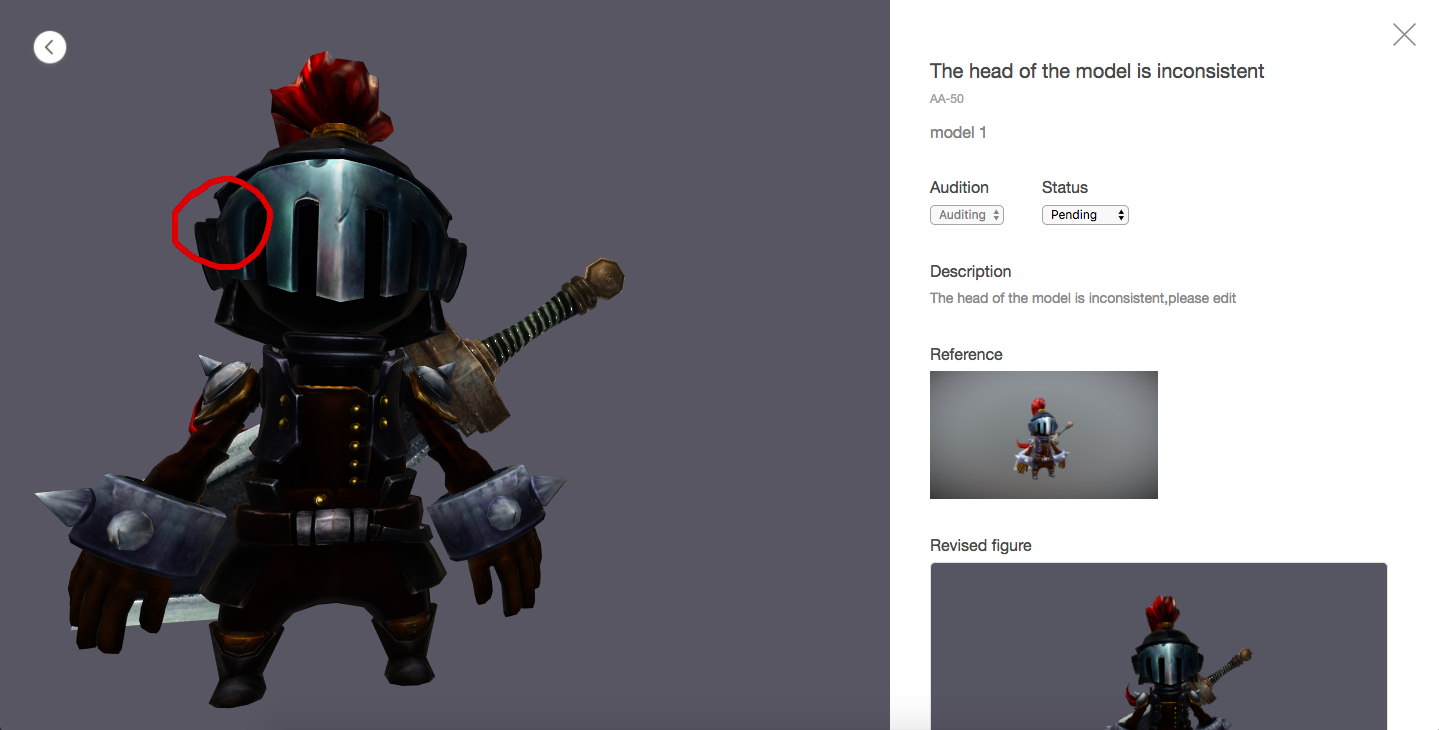 The head of the model is inconsistent
AA-50
model 1
Audition Status
Auditing Pending
Description
The head of the model is inconsistent,please edit
Reference
Revised figure